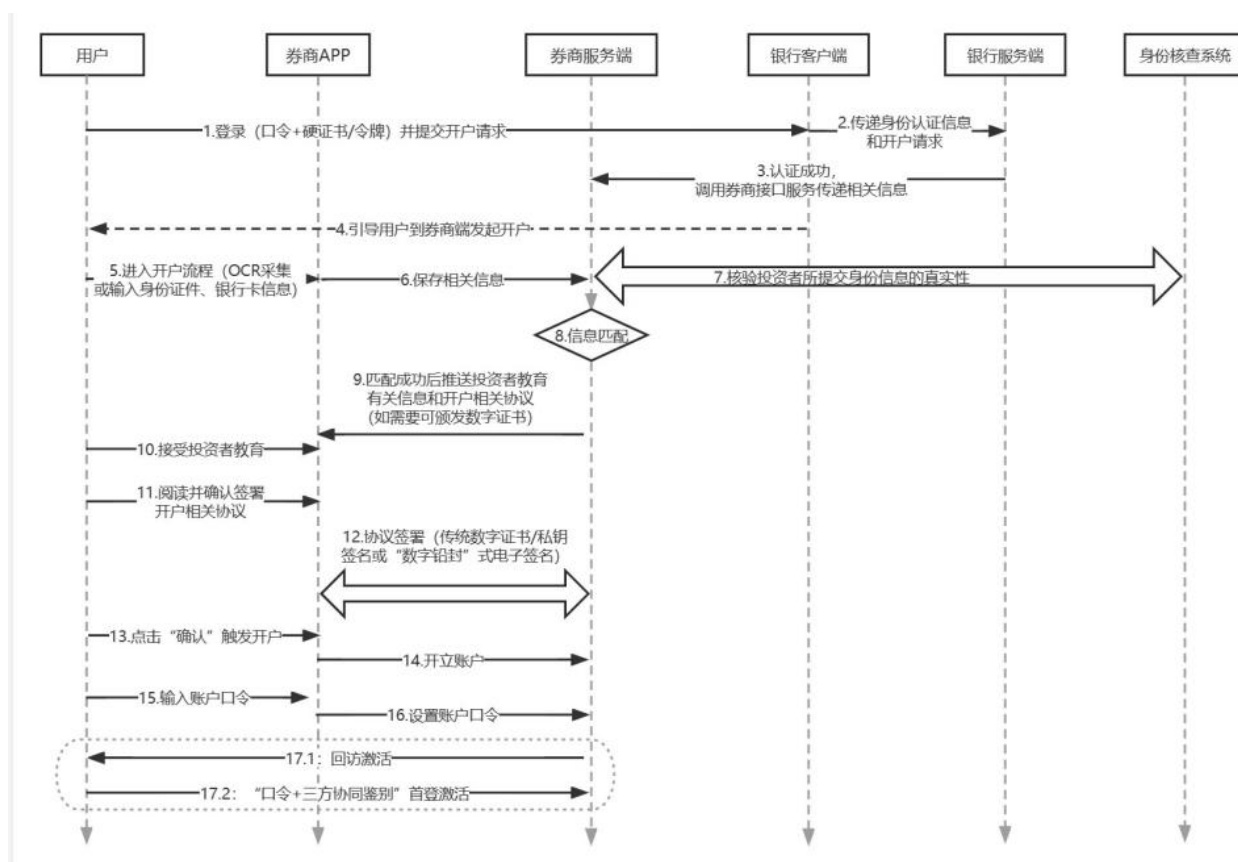 用户
券商APP
券商服务端
银行客户端
银行服务端
身份核查系统
1.登录（口令+硬证书/令牌）并提交开户请求
2.传递身份认证信息
和开户请求
3.认证成功，
调用券商接口服务传递相关信息
4.引导用户到券商端发起开户
5.进入开户流程（OCR采集
或输入身份证件、银行卡信息）
6.保存相关信息
7.核验投资者所提交身份信息的真实性
8.信息匹配
9.匹配成功后推送投资者教育
有关信息和开户相关协议
（如需要可颁发数字证书）
10.接受投资者教育
11.阅读并确认签署
开户相关协议
12.协议签署（传统数字证书/私钥
签名或“数字铅封”式电子签名）
13.点击“确认”触发开户
14.开立账户
15.输入账户口令
16.设置账户口令
17.1：回访激活
17.2：“口令+三方协同鉴别”首登激活